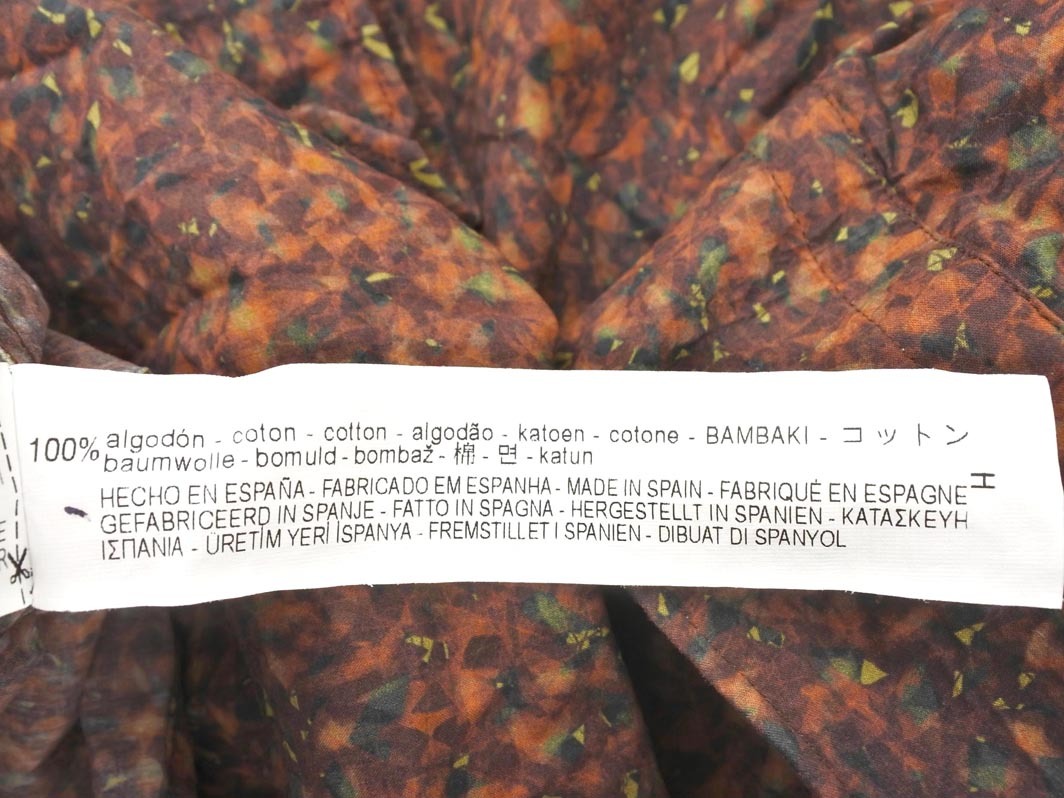 100% algodón - coton - cotton - algodão - katoen - cotone - BAMBAKI - コットン
baumwolle - bomuld - bombaž - 棉 - 면 - katun
HECHO EN ESPAÑA - FABRICADO EM ESPANHA - MADE IN SPAIN - FABRIQUÉ EN ESPAGNE
GEFABRICEERD IN SPANJE - FATTO IN SPAGNA - HERGESTELLT IN SPANIEN - ΚΑΤΑΣΚΕΥΗ
ΙΣΠΑΝΙΑ - ÜRETİM YERİ İSPANYA - FREMSTILLET I SPANIEN - DIBUAT DI SPANYOL